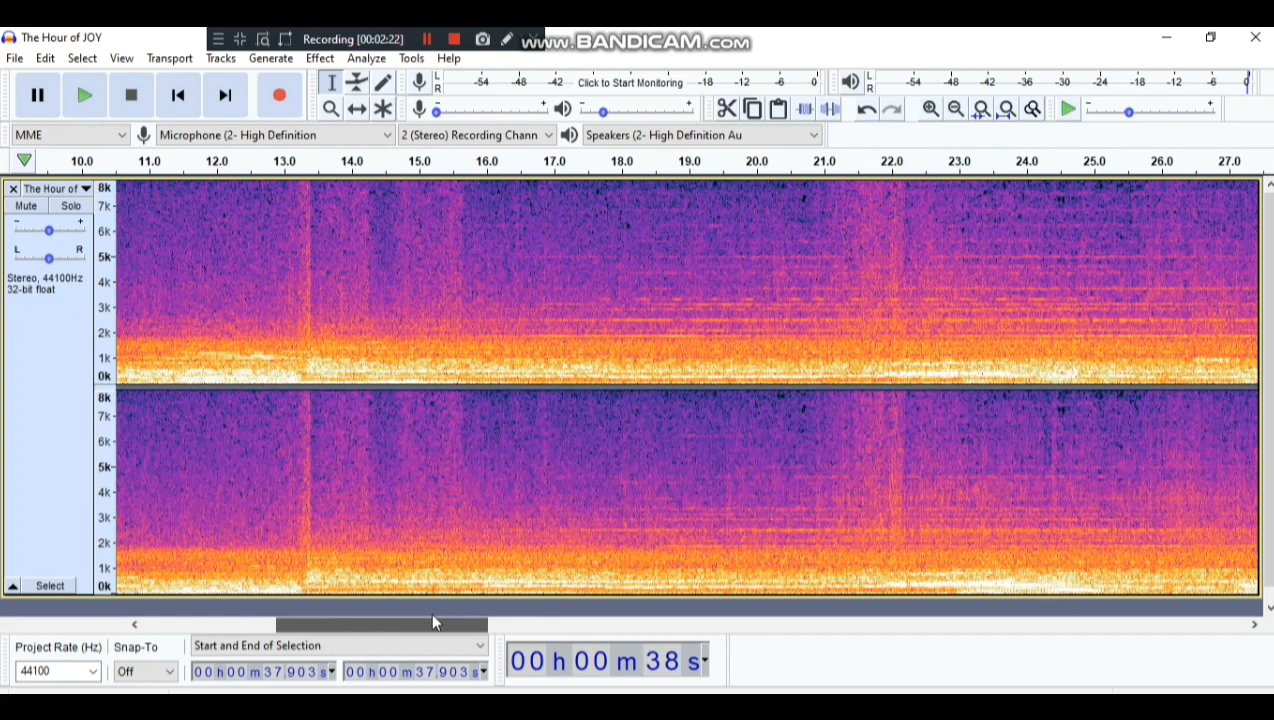 The Hour of JOY
Recording [00:02:22]
www.BANDICAM.com
File Edit Select View Transport Tracks Generate Effect Analyze Tools Help
L R -54 -48 -42 Click to Start Monitoring -18 -12 -6 0 L R -54 -48 -42 -36 -30 -24 -18 -12 -6 0
- + - + - +
MME Microphone (2- High Definition 2 (Stereo) Recording Chann Speakers (2- High Definition Au
10.0 11.0 12.0 13.0 14.0 15.0 16.0 17.0 18.0 19.0 20.0 21.0 22.0 23.0 24.0 25.0 26.0 27.0
The Hour of
Mute Solo
- +
L R
Stereo, 44100Hz
32-bit float
8k
7k
6k
5k
4k
3k
2k
1k
0k
8k
7k
6k
5k
4k
3k
2k
1k
0k
Select
Project Rate (Hz) Snap-To Start and End of Selection
44100 Off 00 h 00 m 37.903 s 00 h 00 m 37.903 s
00 h 00 m 38 s